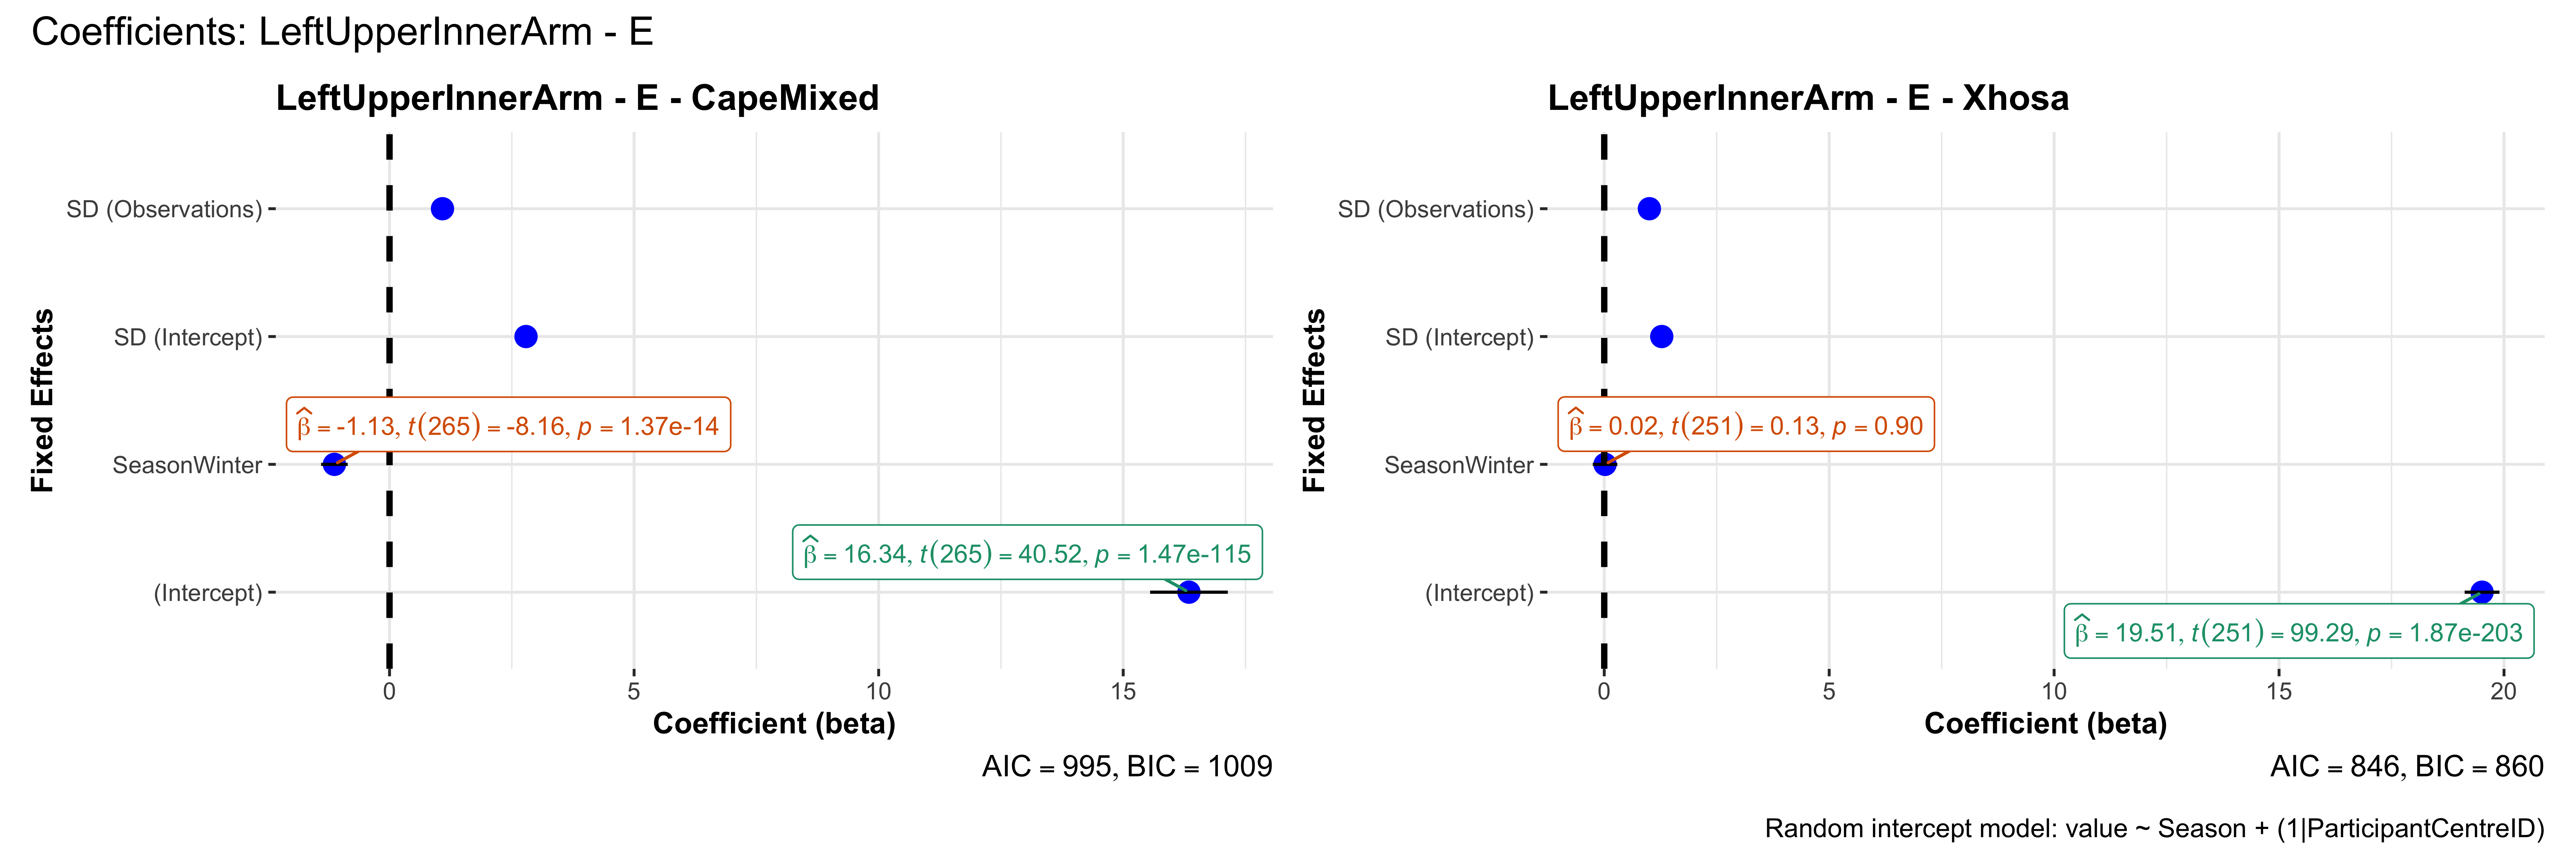 Coefficients: LeftUpperInnerArm - E
LeftUpperInnerArm - E - CapeMixed
Fixed Effects
SD (Observations)
SD (Intercept)
β̂ = -1.13, t(265) = -8.16, p = 1.37e-14
SeasonWinter
β̂ = 16.34, t(265) = 40.52, p = 1.47e-115
(Intercept)
0 5 10 15
Coefficient (beta)
AIC = 995, BIC = 1009
LeftUpperInnerArm - E - Xhosa
Fixed Effects
SD (Observations)
SD (Intercept)
β̂ = 0.02, t(251) = 0.13, p = 0.90
SeasonWinter
(Intercept)
β̂ = 19.51, t(251) = 99.29, p = 1.87e-203
0 5 10 15 20
Coefficient (beta)
AIC = 846, BIC = 860
Random intercept model: value ~ Season + (1|ParticipantCentreID)